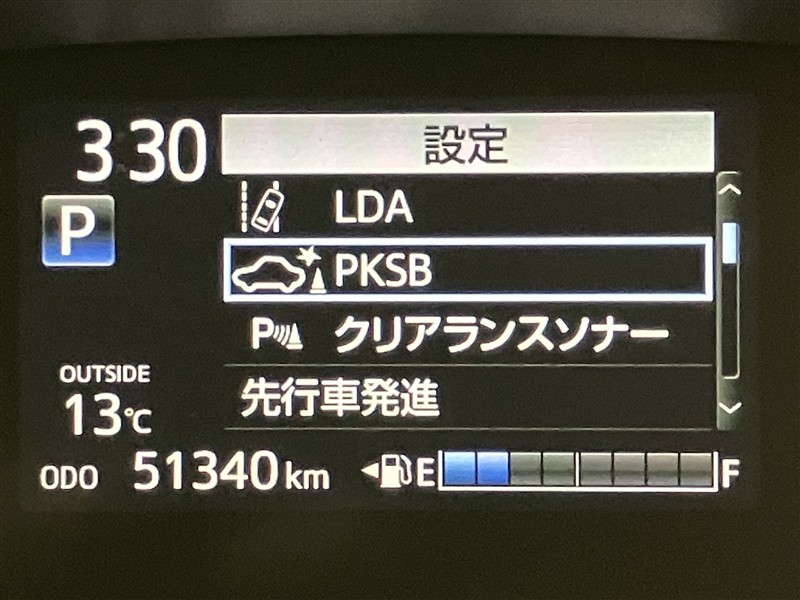 3:30
設定
P
LDA
PKSB
P クリアランスソナー
先行車発進
OUTSIDE
13℃
ODO 51340 km
E F